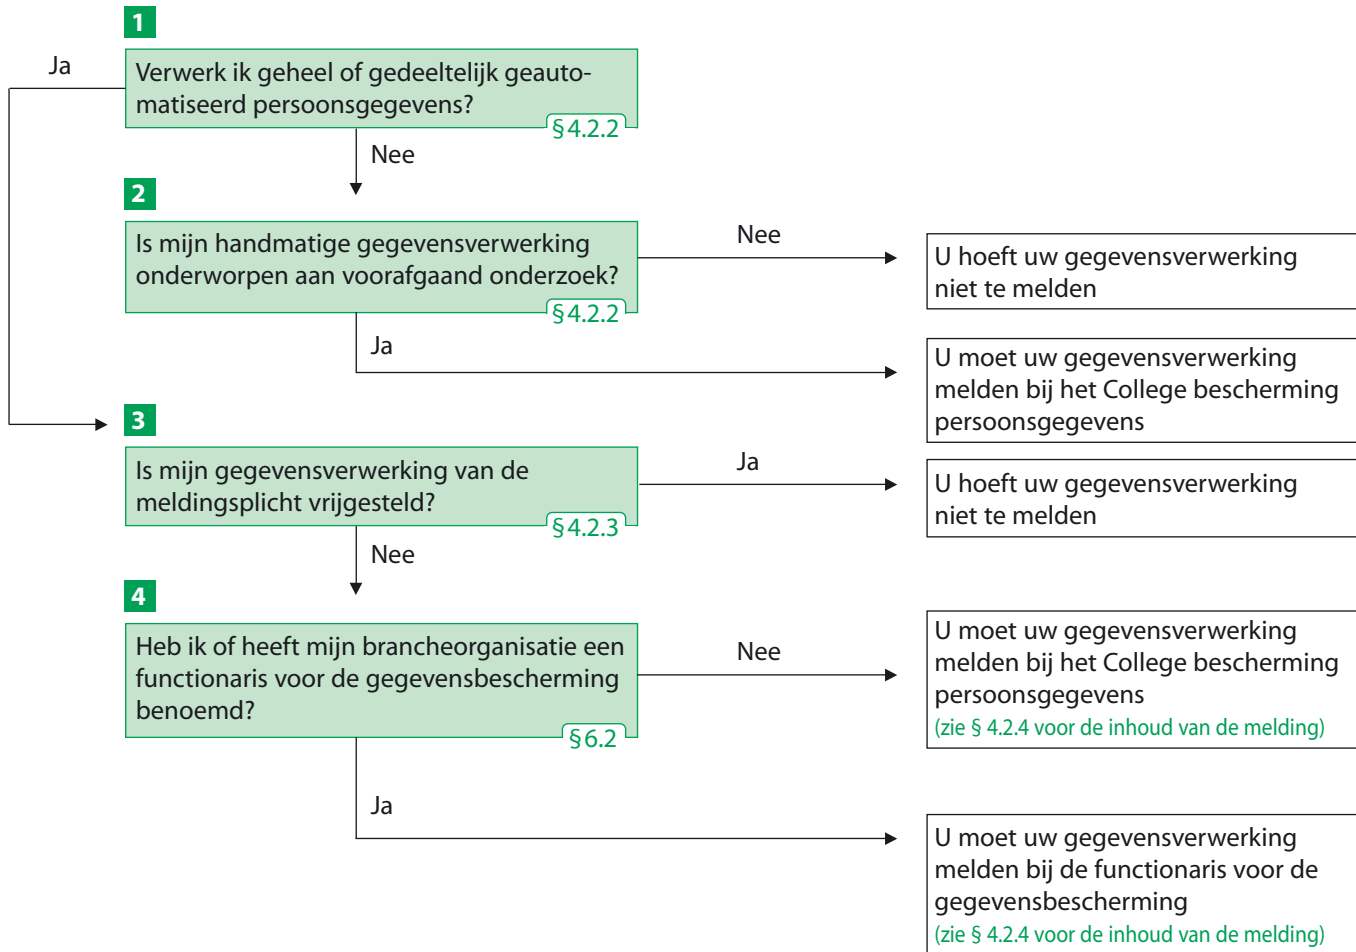 1
Ja
Verwerk ik geheel of gedeeltelijk geauto-
matiseerd persoonsgegevens?
§ 4.2.2
Nee
2
Is mijn handmatige gegevensverwerking
onderworpen aan voorafgaand onderzoek?
§ 4.2.2
Nee
U hoeft uw gegevensverwerking
niet te melden
Ja
U moet uw gegevensverwerking
melden bij het College bescherming
persoonsgegevens
3
Is mijn gegevensverwerking van de
meldingsplicht vrijgesteld?
§ 4.2.3
Ja
U hoeft uw gegevensverwerking
niet te melden
Nee
4
Heb ik of heeft mijn brancheorganisatie een
functionaris voor de gegevensbescherming
benoemd?
§ 6.2
Nee
U moet uw gegevensverwerking
melden bij het College bescherming
persoonsgegevens
(zie § 4.2.4 voor de inhoud van de melding)
Ja
U moet uw gegevensverwerking
melden bij de functionaris voor de
gegevensbescherming
(zie § 4.2.4 voor de inhoud van de melding)